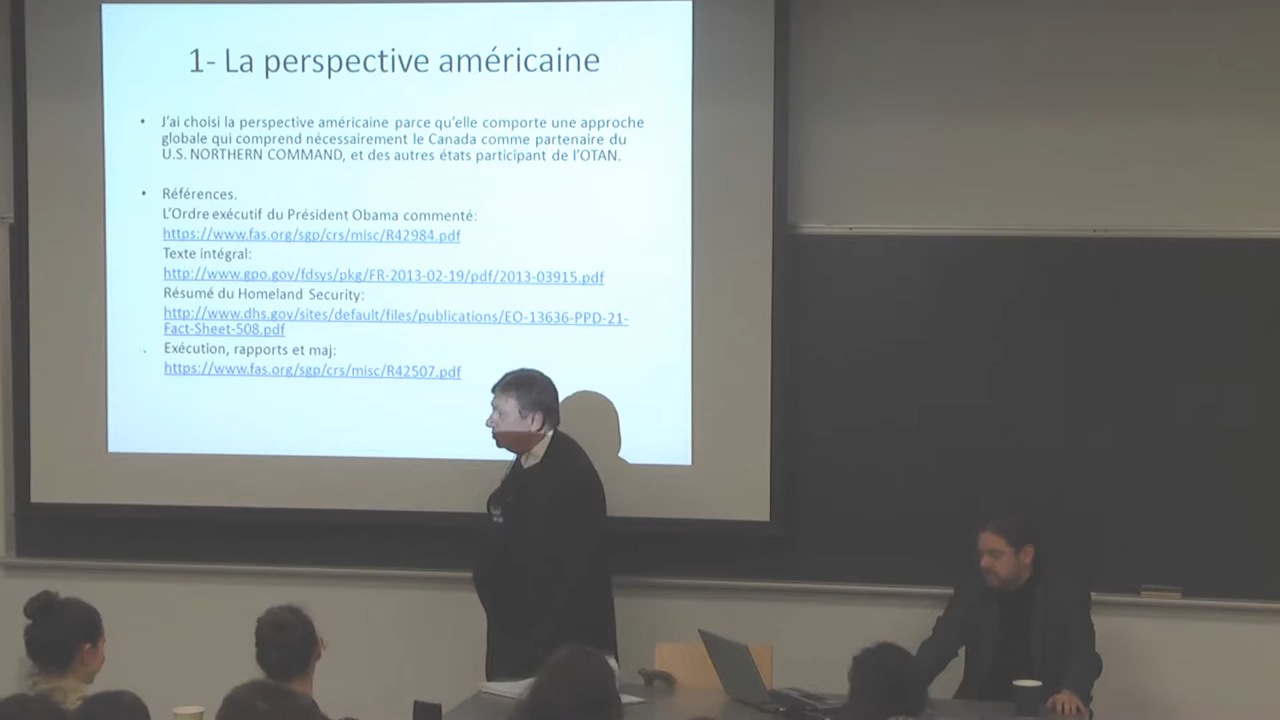 1- La perspective américaine
• J'ai choisi la perspective américaine parce qu'elle comporte une approche
globale qui comprend nécessairement le Canada comme partenaire du
U.S. NORTHERN COMMAND, et des autres états participant de l'OTAN.
• Références.
L'Ordre exécutif du Président Obama commenté:
https://www.fas.org/sgp/crs/misc/R42984.pdf
Texte intégral:
http://www.gpo.gov/fdsys/pkg/FR-2013-02-19/pdf/2013-03915.pdf
Résumé du Homeland Security:
http://www.dhs.gov/sites/default/files/publications/EO-13636-PPD-21-
Fact-Sheet-508.pdf
. Exécution, rapports et maj:
https://www.fas.org/sgp/crs/misc/R42507.pdf